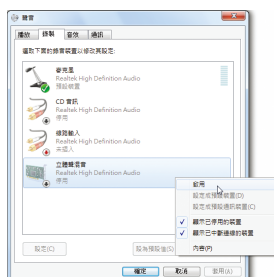 聲音
播放 錄製 音效 通訊
選取下面的錄音裝置以修改其設定:
麥克風
Realtek High Definition Audio
預設裝置
CD 音訊
Realtek High Definition Audio
停用
線路輸入
Realtek High Definition Audio
未插入
立體聲混音
Realtek High Definition Audio
停用
啟用
設定成預設裝置(D)
設定成預設通訊裝置(C)
顯示已停用的裝置
顯示已中斷連線的裝置
內容(P)
設定(C) 設為預設值(S)
確定 取消 套用(A)